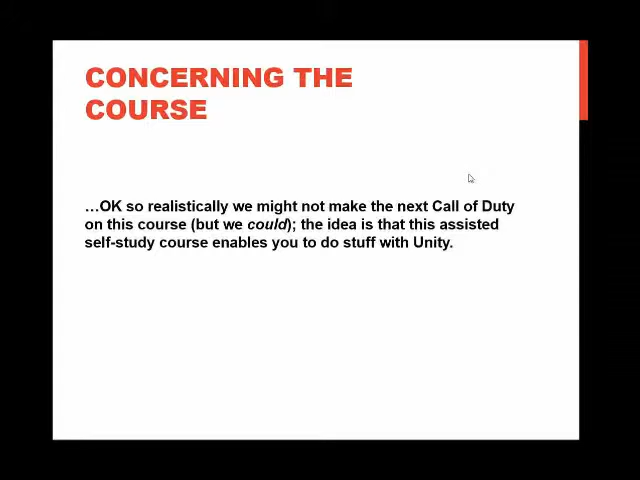 CONCERNING THE
COURSE
…OK so realistically we might not make the next Call of Duty
on this course (but we could); the idea is that this assisted
self-study course enables you to do stuff with Unity.